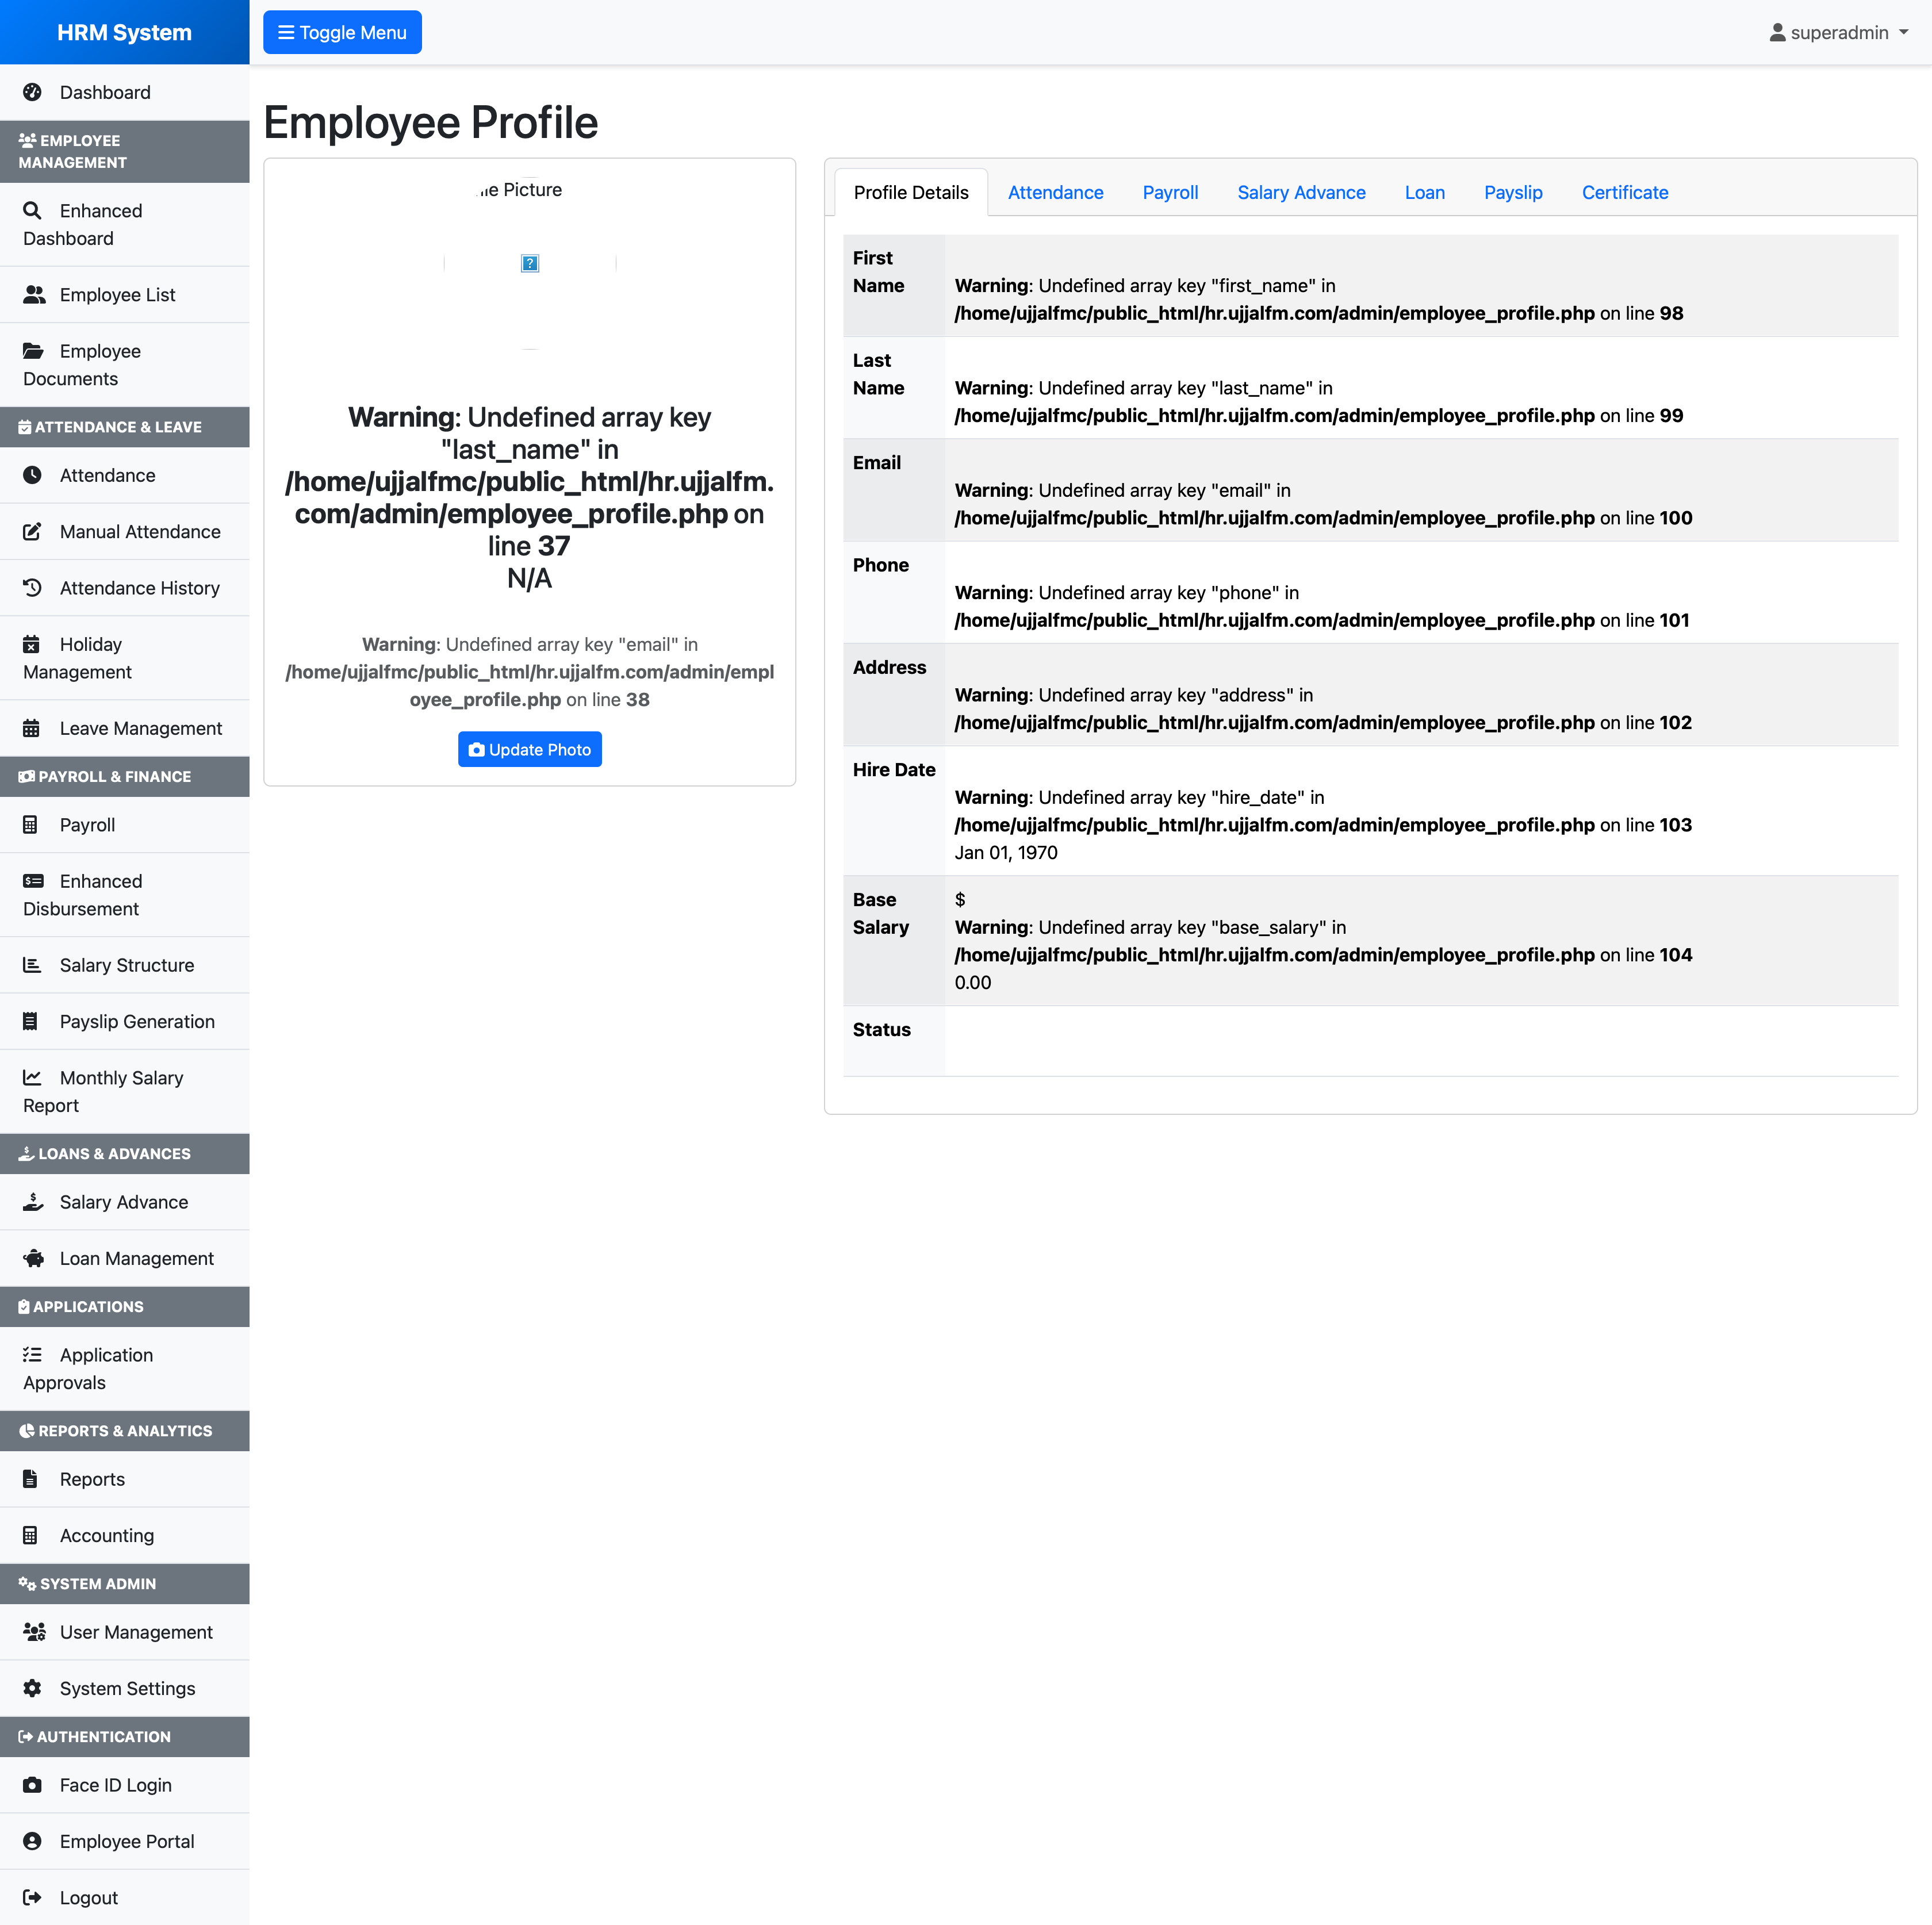 HRM System
Toggle Menu
superadmin
Dashboard
EMPLOYEE
MANAGEMENT
Enhanced
Dashboard
Employee List
Employee
Documents
ATTENDANCE & LEAVE
Attendance
Manual Attendance
Attendance History
Holiday
Management
Leave Management
PAYROLL & FINANCE
Payroll
Enhanced
Disbursement
Salary Structure
Payslip Generation
Monthly Salary
Report
LOANS & ADVANCES
Salary Advance
Loan Management
APPLICATIONS
Application
Approvals
REPORTS & ANALYTICS
Reports
Accounting
SYSTEM ADMIN
User Management
System Settings
AUTHENTICATION
Face ID Login
Employee Portal
Logout
Employee Profile
Picture
?
Warning: Undefined array key
"last_name" in
/home/ujjalfmc/public_html/hr.ujjalfm.
com/admin/employee_profile.php on
line 37
N/A
Warning: Undefined array key "email" in
/home/ujjalfmc/public_html/hr.ujjalfm.com/admin/empl
oyee_profile.php on line 38
Update Photo
Profile Details
Attendance
Payroll
Salary Advance
Loan
Payslip
Certificate
First
Name
Warning: Undefined array key "first_name" in
/home/ujjalfmc/public_html/hr.ujjalfm.com/admin/employee_profile.php on line 98
Last
Name
Warning: Undefined array key "last_name" in
/home/ujjalfmc/public_html/hr.ujjalfm.com/admin/employee_profile.php on line 99
Email
Warning: Undefined array key "email" in
/home/ujjalfmc/public_html/hr.ujjalfm.com/admin/employee_profile.php on line 100
Phone
Warning: Undefined array key "phone" in
/home/ujjalfmc/public_html/hr.ujjalfm.com/admin/employee_profile.php on line 101
Address
Warning: Undefined array key "address" in
/home/ujjalfmc/public_html/hr.ujjalfm.com/admin/employee_profile.php on line 102
Hire Date
Warning: Undefined array key "hire_date" in
/home/ujjalfmc/public_html/hr.ujjalfm.com/admin/employee_profile.php on line 103
Jan 01, 1970
Base
Salary
$
Warning: Undefined array key "base_salary" in
/home/ujjalfmc/public_html/hr.ujjalfm.com/admin/employee_profile.php on line 104
0.00
Status